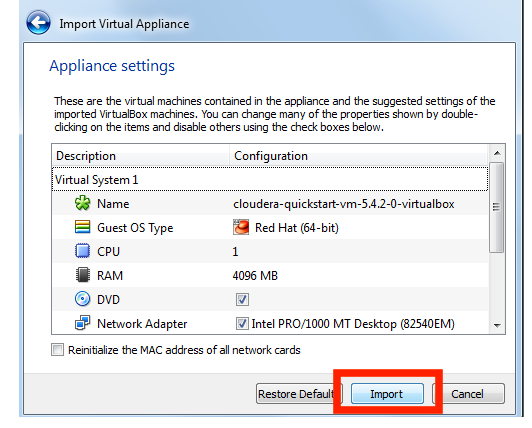 Import Virtual Appliance
Appliance settings
These are the virtual machines contained in the appliance and the suggested settings of the
imported VirtualBox machines. You can change many of the properties shown by double-
clicking on the items and disable others using the check boxes below.
Description Configuration
Virtual System 1
Name cloudera-quickstart-vm-5.4.2-0-virtualbox
Guest OS Type Red Hat (64-bit)
CPU 1
RAM 4096 MB
DVD
Network Adapter Intel PRO/1000 MT Desktop (82540EM)
Reinitialize the MAC address of all network cards
Restore Default Import Cancel